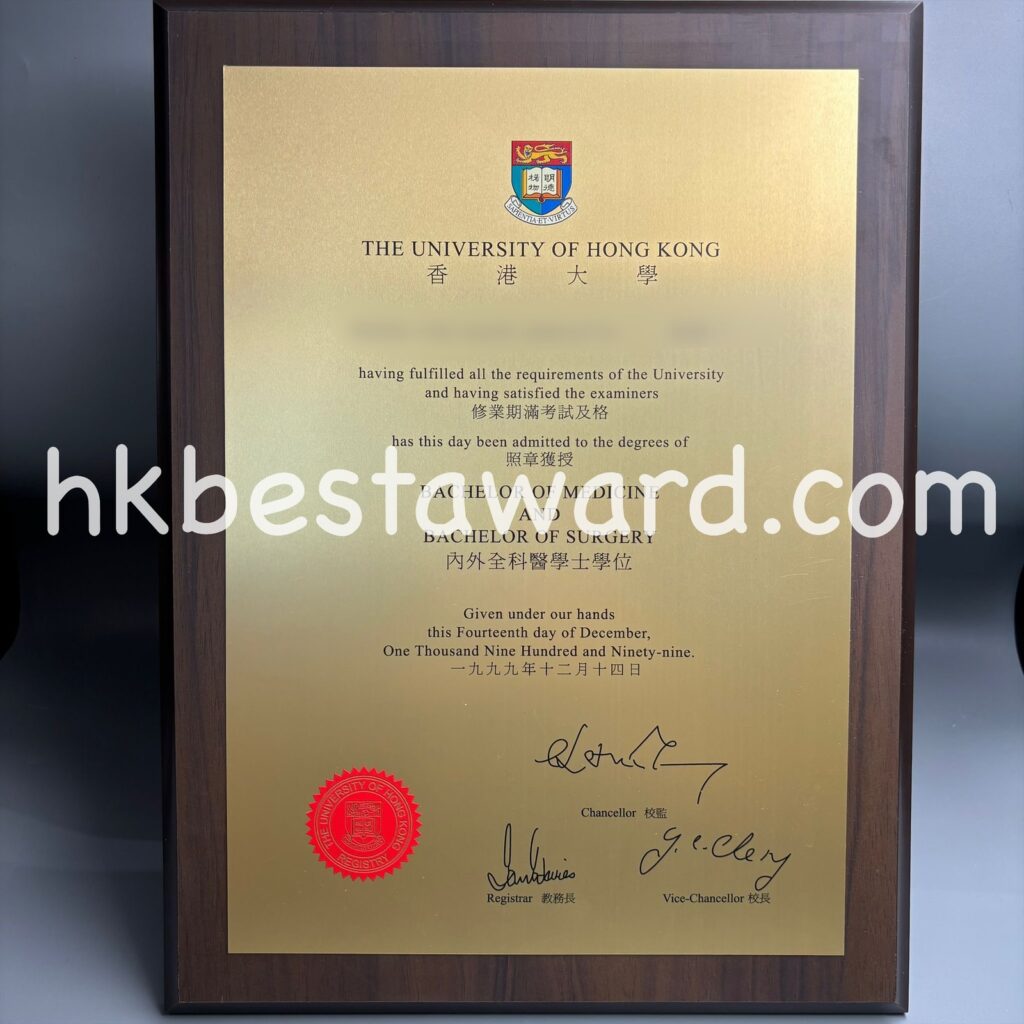 明德
格物
SAPIENTIA·ET·VIRTUS
THE UNIVERSITY OF HONG KONG
香港大學
having fulfilled all the requirements of the University
and having satisfied the examiners
修業期滿考試及格
has this day been admitted to the degrees of
照章獲授
hkbestaward.com
BACHELOR OF MEDICINE
AND
BACHELOR OF SURGERY
內外全科醫學士學位
Given under our hands
this Fourteenth day of December,
One Thousand Nine Hundred and Ninety-nine.
一九九九年十二月十四日
Chancellor 校監
THE UNIVERSITY OF HONG KONG
REGISTRY
Registrar 教務長
Vice-Chancellor 校長